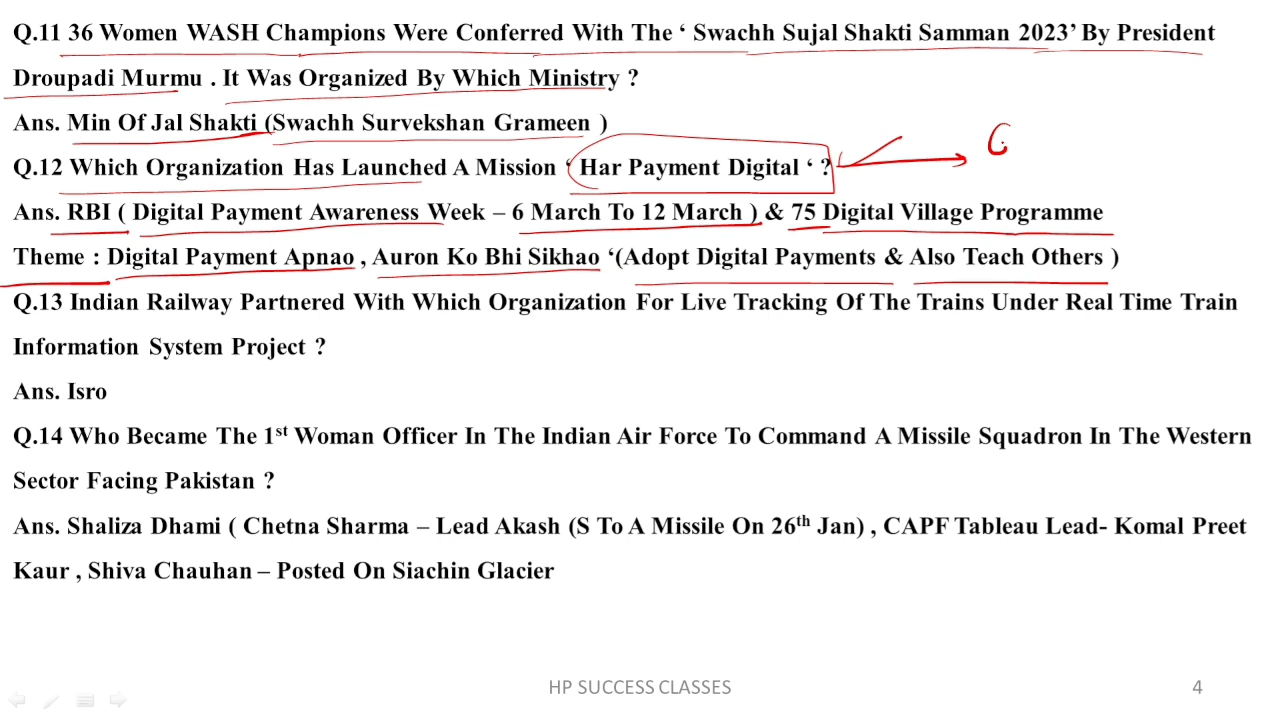 Q.11 36 Women WASH Champions Were Conferred With The ‘ Swachh Sujal Shakti Samman 2023’ By President
Droupadi Murmu . It Was Organized By Which Ministry ?
Ans. Min Of Jal Shakti (Swachh Survekshan Grameen )
Q.12 Which Organization Has Launched A Mission ‘ Har Payment Digital ‘ ?
Ans. RBI ( Digital Payment Awareness Week – 6 March To 12 March ) & 75 Digital Village Programme
Theme : Digital Payment Apnao , Auron Ko Bhi Sikhao ‘(Adopt Digital Payments & Also Teach Others )
Q.13 Indian Railway Partnered With Which Organization For Live Tracking Of The Trains Under Real Time Train
Information System Project ?
Ans. Isro
Q.14 Who Became The 1st Woman Officer In The Indian Air Force To Command A Missile Squadron In The Western
Sector Facing Pakistan ?
Ans. Shaliza Dhami ( Chetna Sharma – Lead Akash (S To A Missile On 26th Jan) , CAPF Tableau Lead- Komal Preet
Kaur , Shiva Chauhan – Posted On Siachin Glacier
HP SUCCESS CLASSES 4